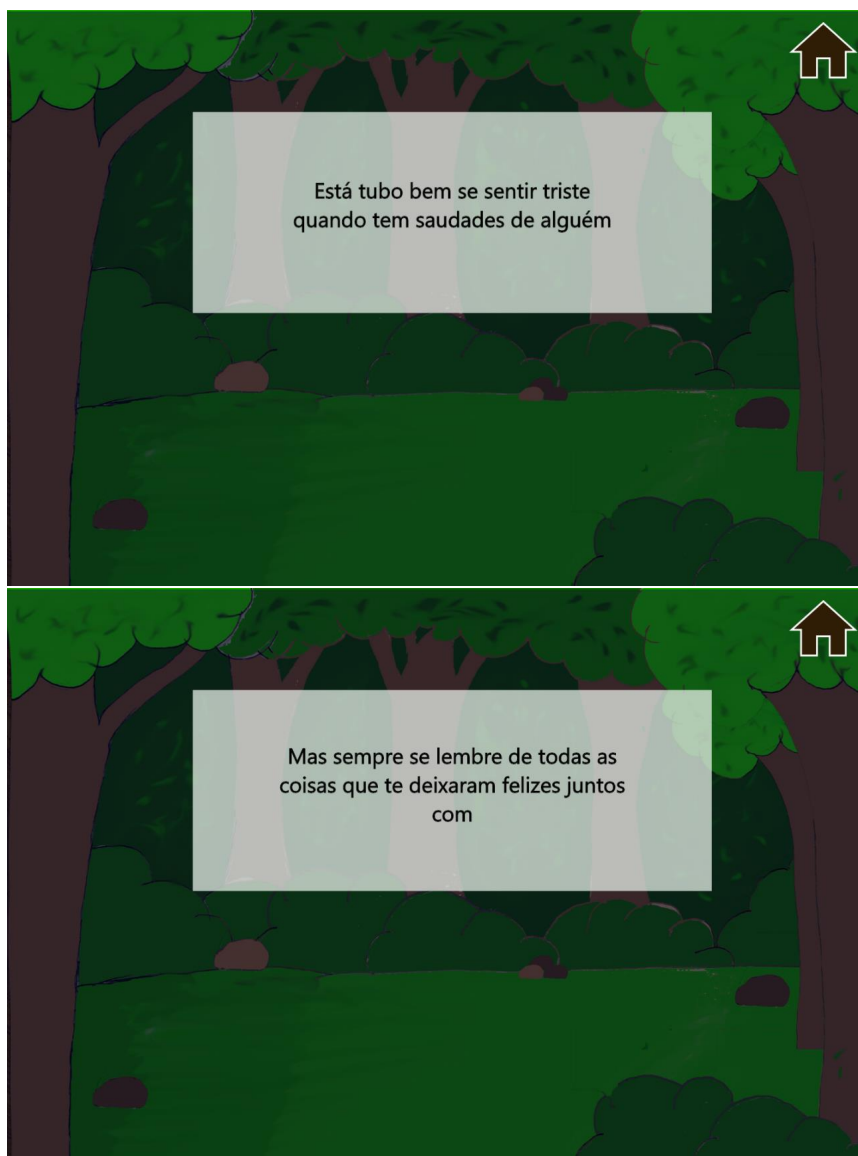 Está tubo bem se sentir triste
quando tem saudades de alguém
Mas sempre se lembre de todas as
coisas que te deixaram felizes juntos
com